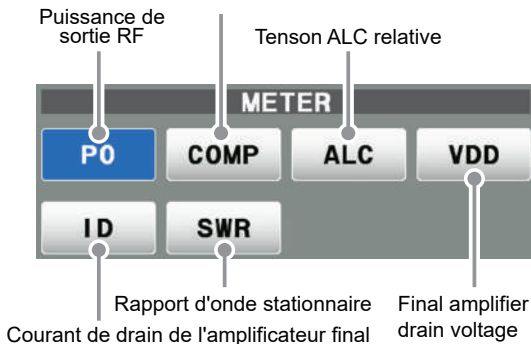 Puissance de
sortie RF
Tenson ALC relative
METER
PO
COMP
ALC
VDD
ID
SWR
Rapport d'onde stationnaire
Final amplifier
drain voltage
Courant de drain de l'amplificateur final